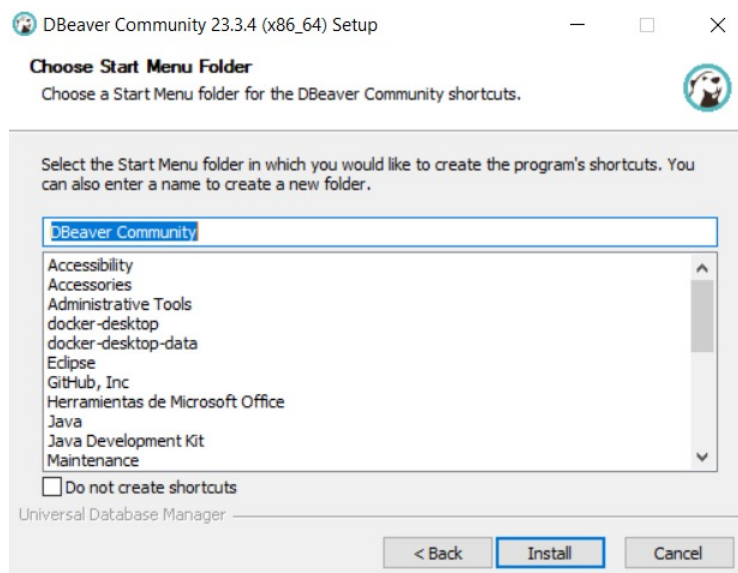 DBeaver Community 23.3.4 (x86_64) Setup
Choose Start Menu Folder
Choose a Start Menu folder for the DBeaver Community shortcuts.
Select the Start Menu folder in which you would like to create the program's shortcuts. You
can also enter a name to create a new folder.
DBeaver Community
Accessibility
Accessories
Administrative Tools
docker-desktop
docker-desktop-data
Eclipse
GitHub, Inc
Herramientas de Microsoft Office
Java
Java Development Kit
Maintenance
Do not create shortcuts
Universal Database Manager
< Back Install Cancel